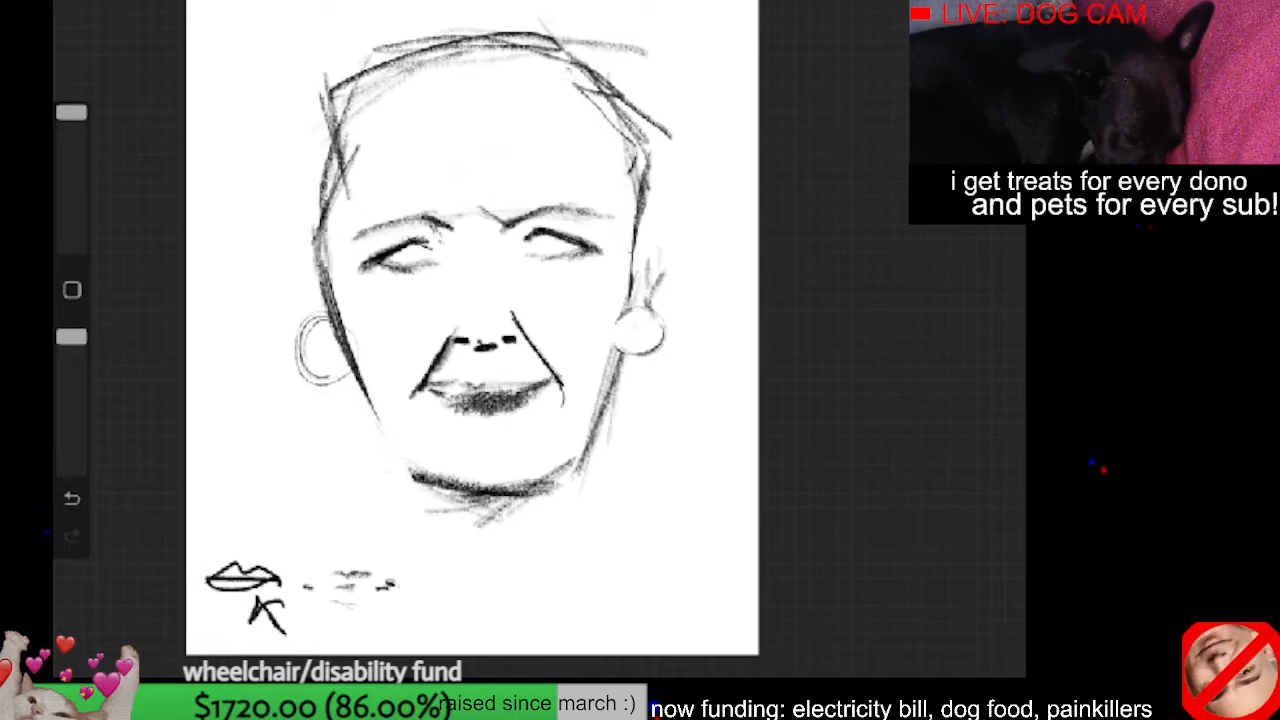 LIVE: DOG CAM
i get treats for every dono
and pets for every sub!
K
wheelchair/disability fund
$1720.00 (86.00%) raised since march :)
now funding: electricity bill, dog food, painkillers